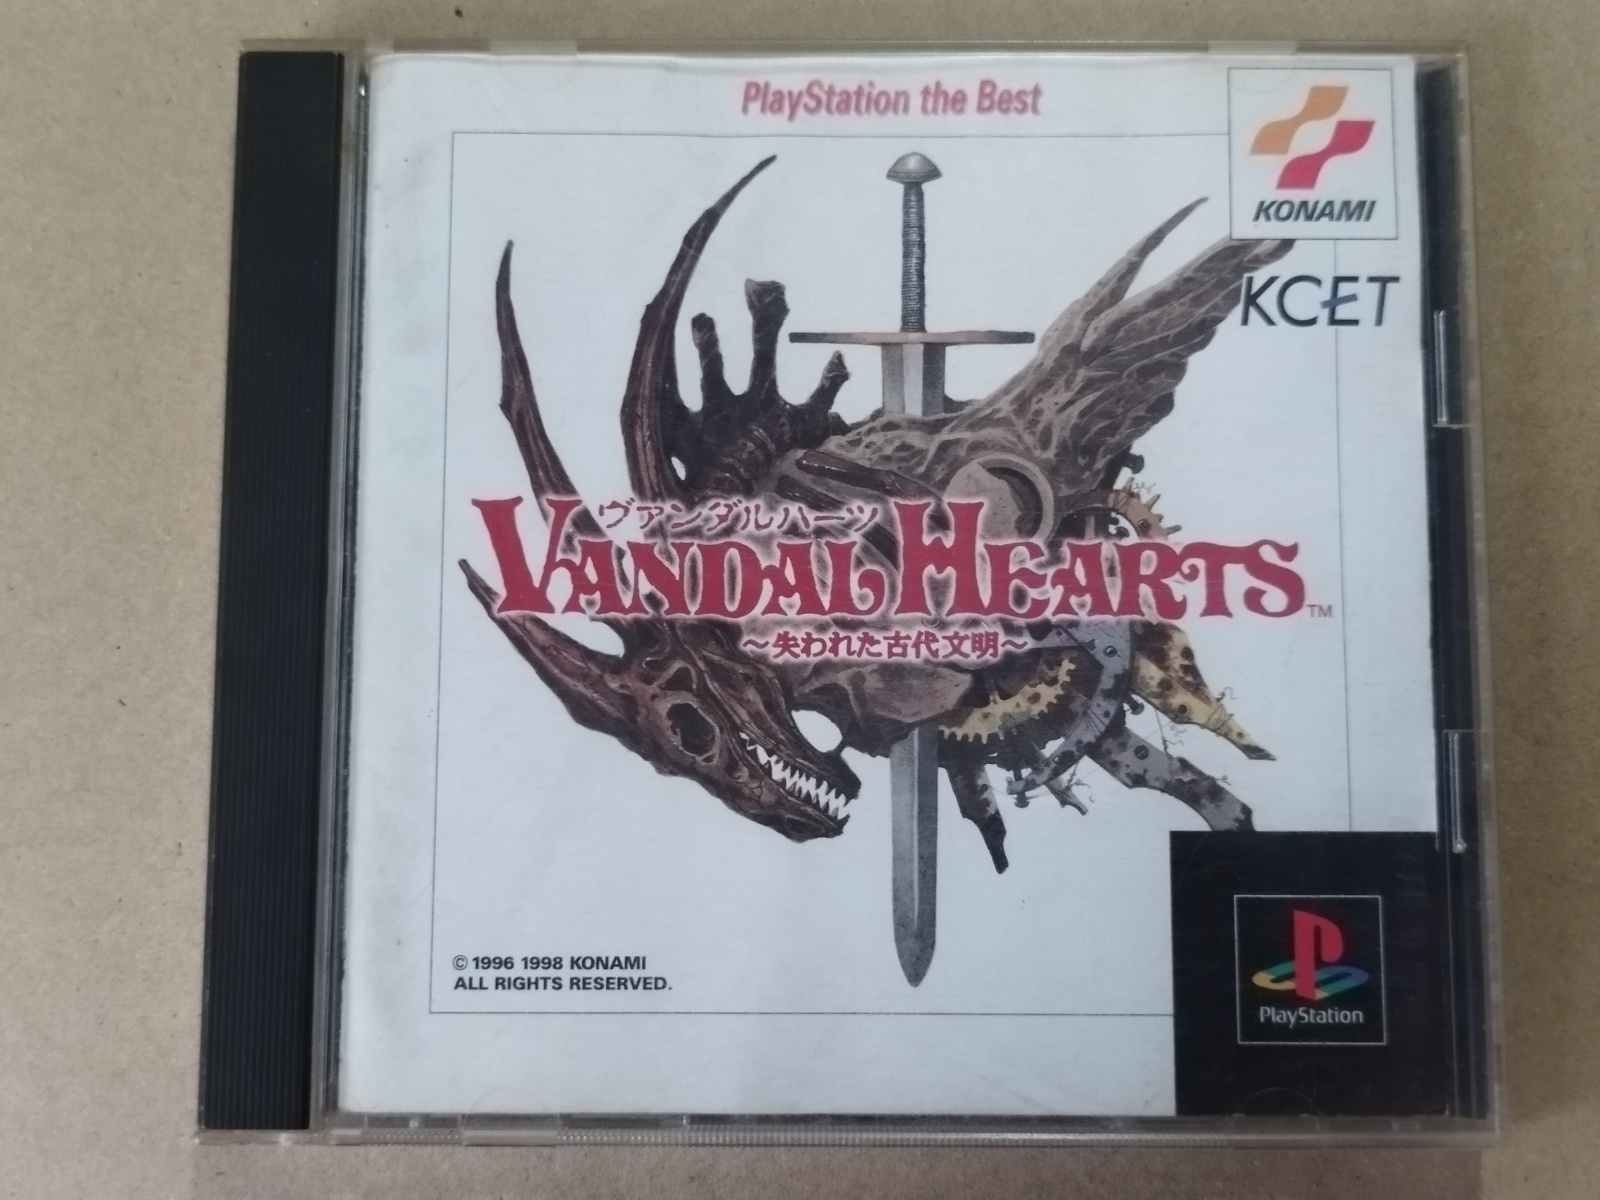 PlayStation the Best
KONAMI
KCET
ヴァンダルハーツ
VANDAL HEARTS™
～失われた古代文明～
© 1996 1998 KONAMI
ALL RIGHTS RESERVED.
PlayStation